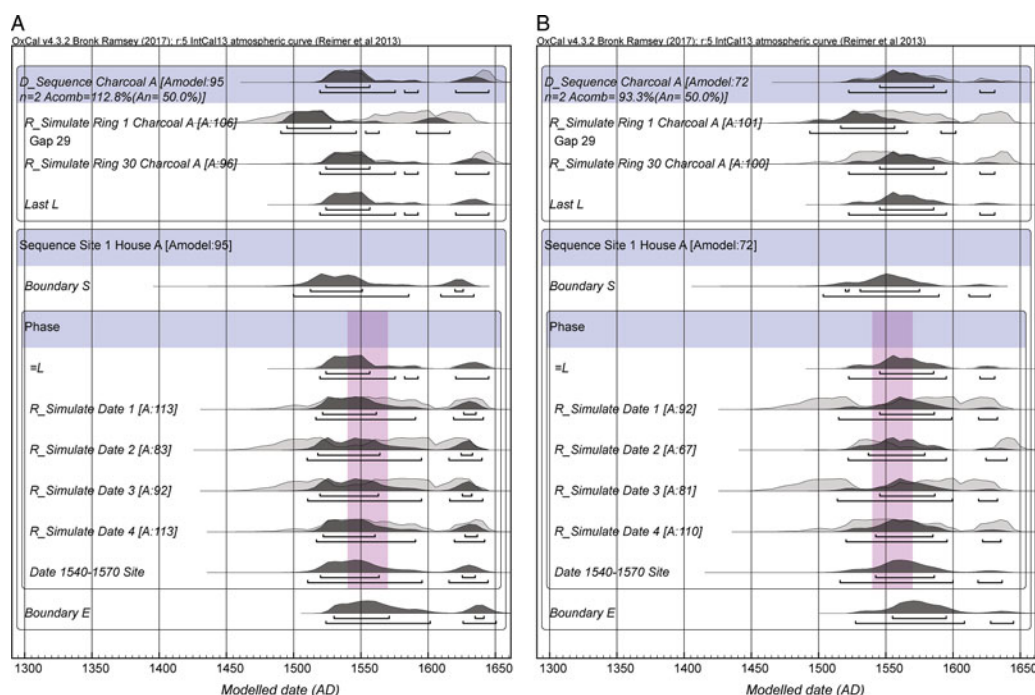 A
OxCal v4.3.2 Bronk Ramsey (2017); r:5 IntCal13 atmospheric curve (Reimer et al 2013)
D_Sequence Charcoal A [Amodel:95
n=2 Acomb=112.8%(An= 50.0%)]
R_Simulate Ring 1 Charcoal A [A:106]
Gap 29
R_Simulate Ring 30 Charcoal A [A:96]
Last L
Sequence Site 1 House A [Amodel:95]
Boundary S
Phase
=L
R_Simulate Date 1 [A:113]
R_Simulate Date 2 [A:83]
R_Simulate Date 3 [A:92]
R_Simulate Date 4 [A:113]
Date 1540-1570 Site
Boundary E
1300 1350 1400 1450 1500 1550 1600 1650
Modelled date (AD)
B
OxCal v4.3.2 Bronk Ramsey (2017); r:5 IntCal13 atmospheric curve (Reimer et al 2013)
D_Sequence Charcoal A [Amodel:72
n=2 Acomb= 93.3%(An= 50.0%)]
R_Simulate Ring 1 Charcoal A [A:101]
Gap 29
R_Simulate Ring 30 Charcoal A [A:100]
Last L
Sequence Site 1 House A [Amodel:72]
Boundary S
Phase
=L
R_Simulate Date 1 [A:92]
R_Simulate Date 2 [A:67]
R_Simulate Date 3 [A:81]
R_Simulate Date 4 [A:110]
Date 1540-1570 Site
Boundary E
1300 1350 1400 1450 1500 1550 1600 1650
Modelled date (AD)